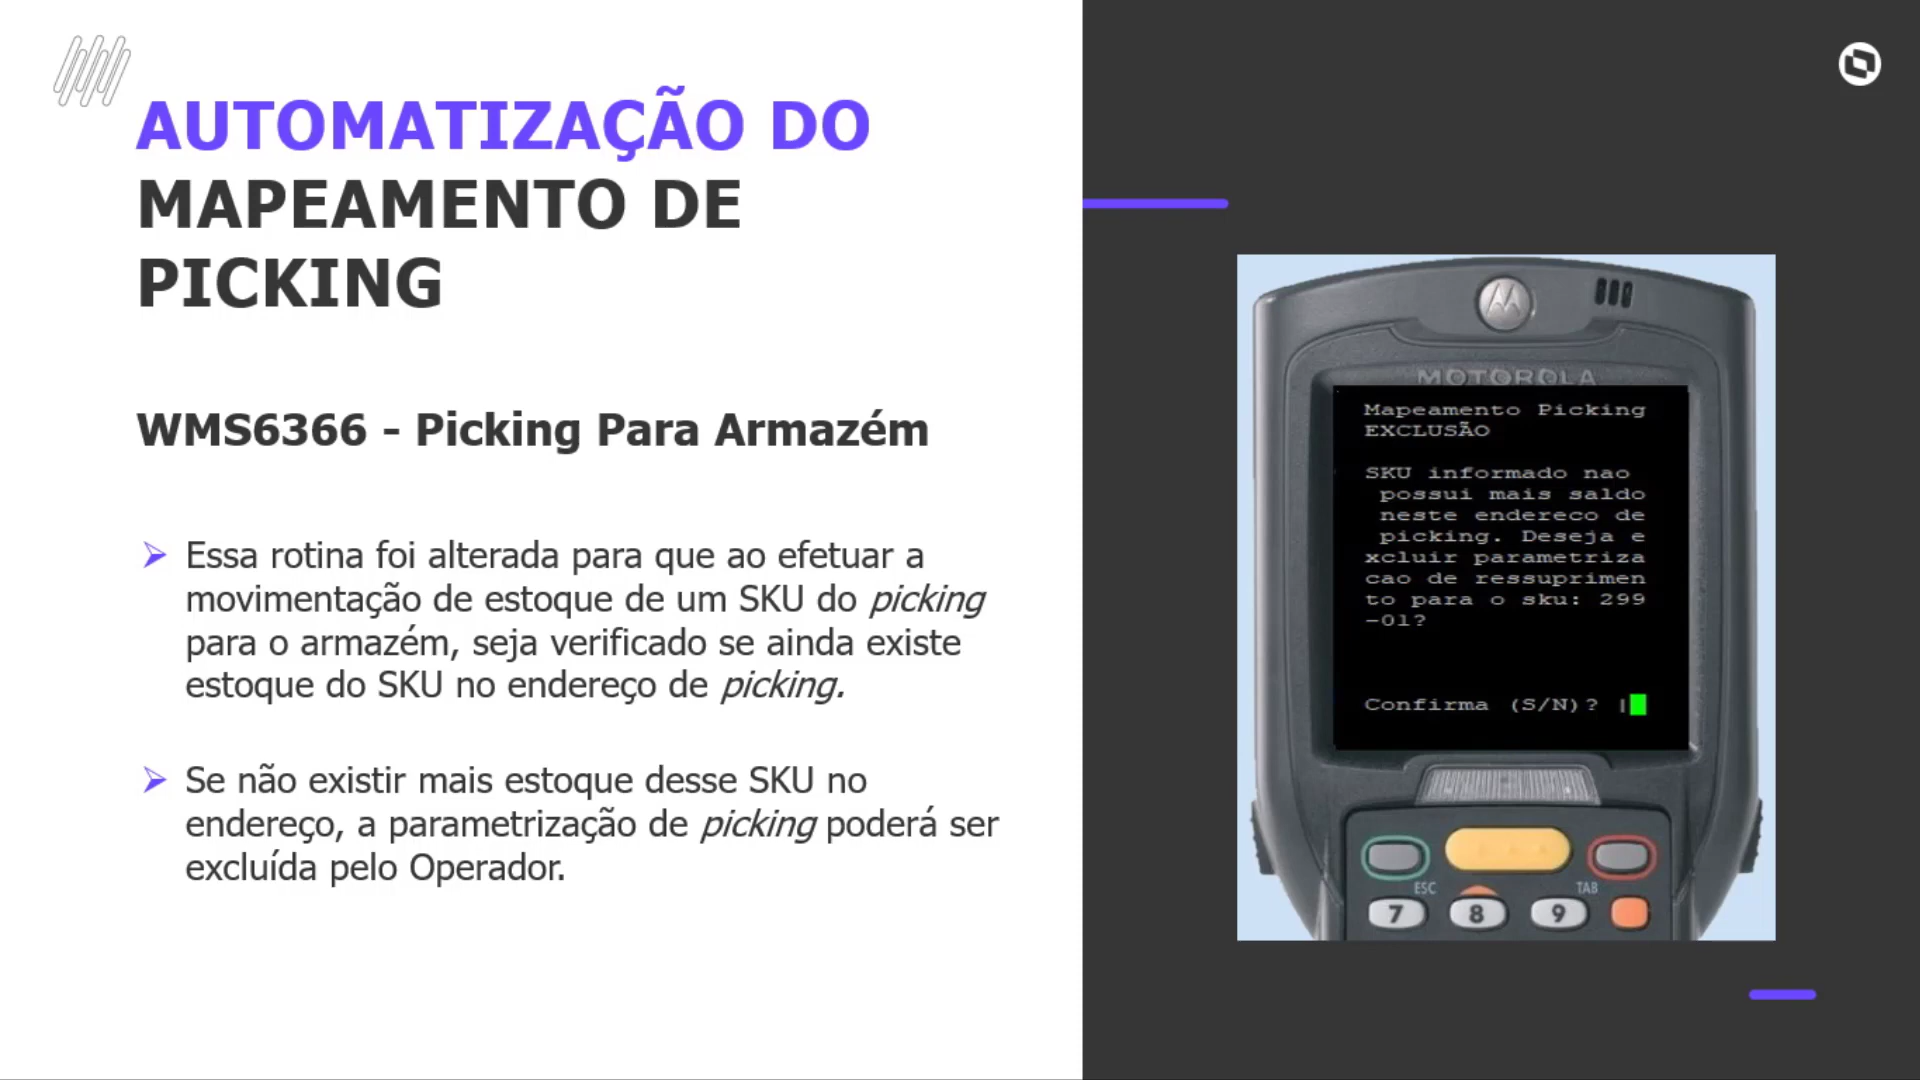 AUTOMATIZAÇÃO DO
MAPEAMENTO DE
PICKING
WMS6366 - Picking Para Armazém
Essa rotina foi alterada para que ao efetuar a
movimentação de estoque de um SKU do picking
para o armazém, seja verificado se ainda existe
estoque do SKU no endereço de picking.
Se não existir mais estoque desse SKU no
endereço, a parametrização de picking poderá ser
excluída pelo Operador.
MOTOROLA
Mapeamento Picking
EXCLUSÃO
SKU informado nao
possui mais saldo
neste endereco de
picking. Deseja e
xcluir parametriza
cao de ressuprimen
to para o sku: 299
-01?
Confirma (S/N)? |
ESC TAB
7 8 9